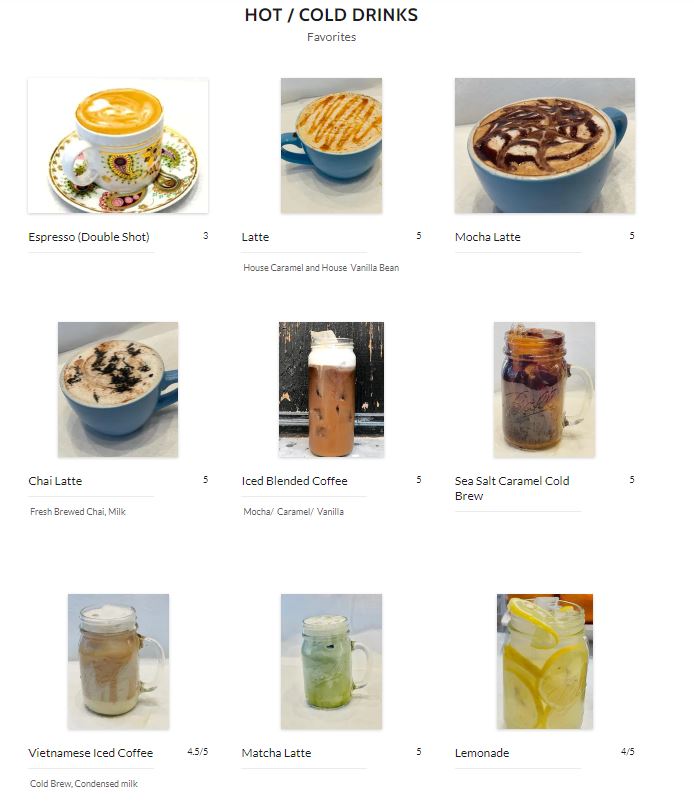 HOT / COLD DRINKS
Favorites
Espresso (Double Shot) 3
Latte 5
House Caramel and House Vanilla Bean
Mocha Latte 5
Chai Latte 5
Fresh Brewed Chai, Milk
Iced Blended Coffee 5
Mocha/ Caramel/ Vanilla
Sea Salt Caramel Cold
Brew 5
Vietnamese Iced Coffee 4.5/5
Cold Brew, Condensed milk
Matcha Latte 5
Lemonade 4/5